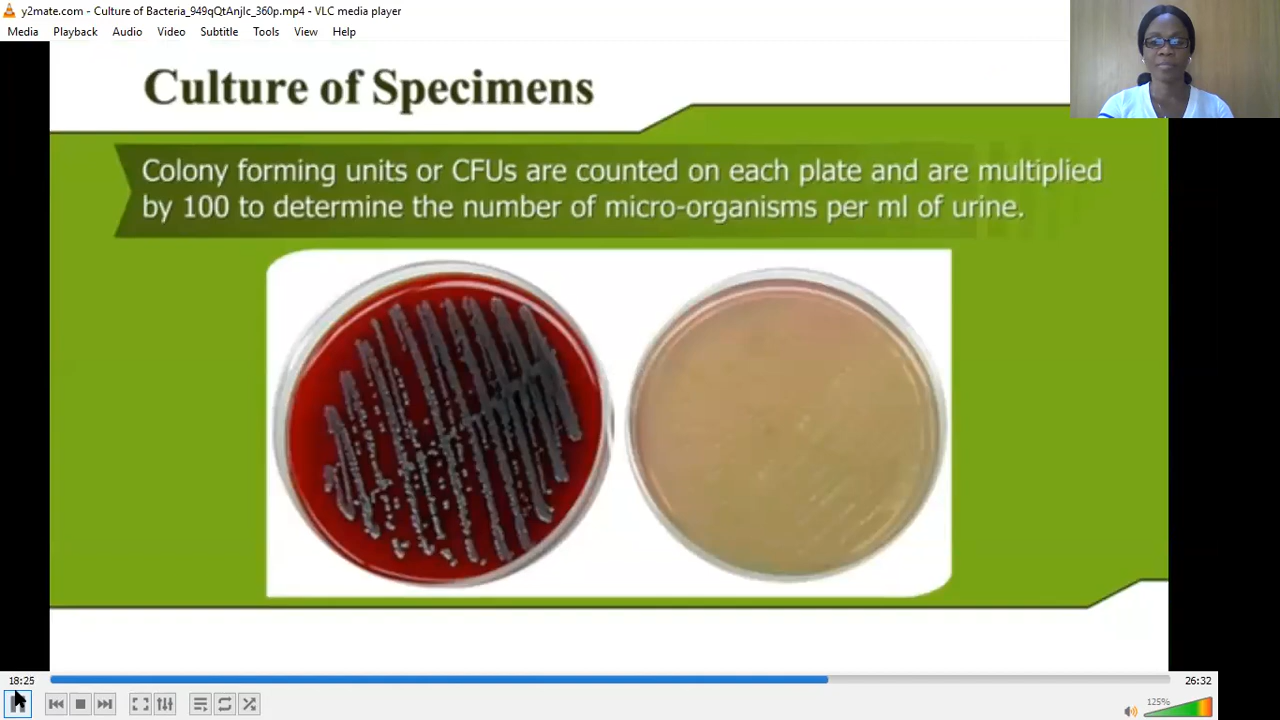 y2mate.com - Culture of Bacteria_949qQtAnjlc_360p.mp4 - VLC media player
Media Playback Audio Video Subtitle Tools View Help
Culture of Specimens
Colony forming units or CFUs are counted on each plate and are multiplied
by 100 to determine the number of micro-organisms per ml of urine.
18:25
26:32
125%